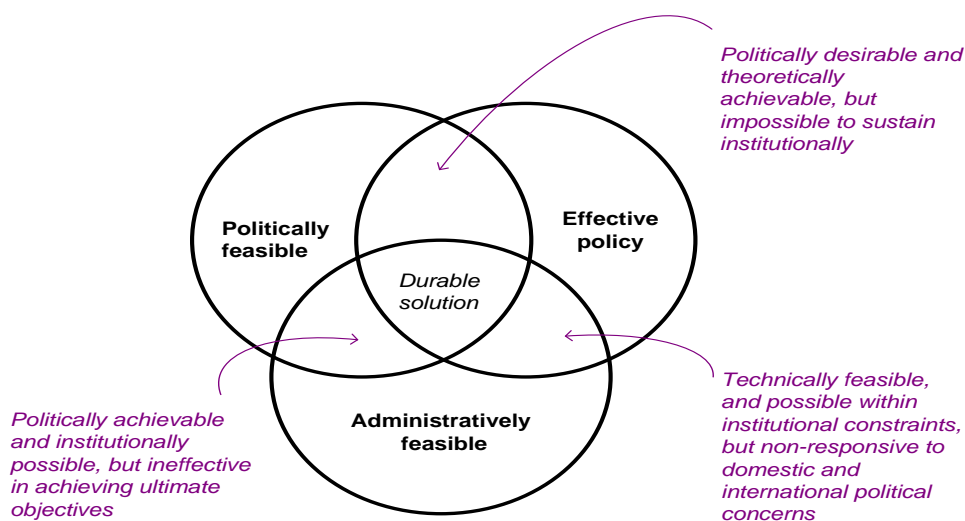 Politically desirable and
theoretically
achievable, but
impossible to sustain
institutionally
Politically
feasible
Effective
policy
Durable
solution
Administratively
feasible
Politically achievable
and institutionally
possible, but ineffective
in achieving ultimate
objectives
Technically feasible,
and possible within
institutional constraints,
but non-responsive to
domestic and
international political
concerns